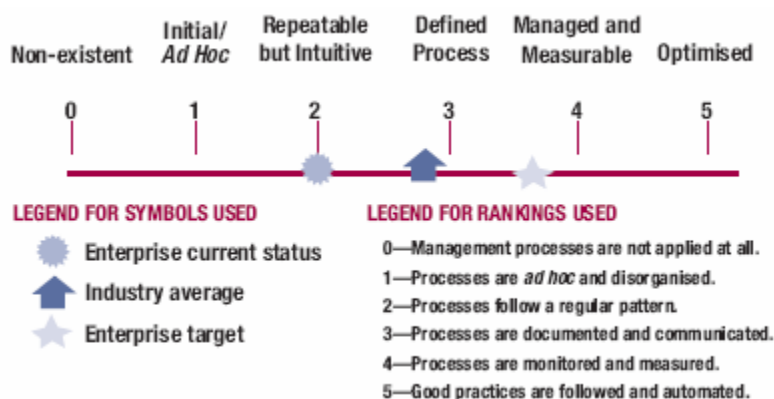 Non-existent
Initial/
Ad Hoc
Repeatable
but Intuitive
Defined
Process
Managed and
Measurable
Optimised
0 1 2 3 4 5
LEGEND FOR SYMBOLS USED
Enterprise current status
Industry average
Enterprise target
LEGEND FOR RANKINGS USED
0—Management processes are not applied at all.
1—Processes are ad hoc and disorganised.
2—Processes follow a regular pattern.
3—Processes are documented and communicated.
4—Processes are monitored and measured.
5—Good practices are followed and automated.